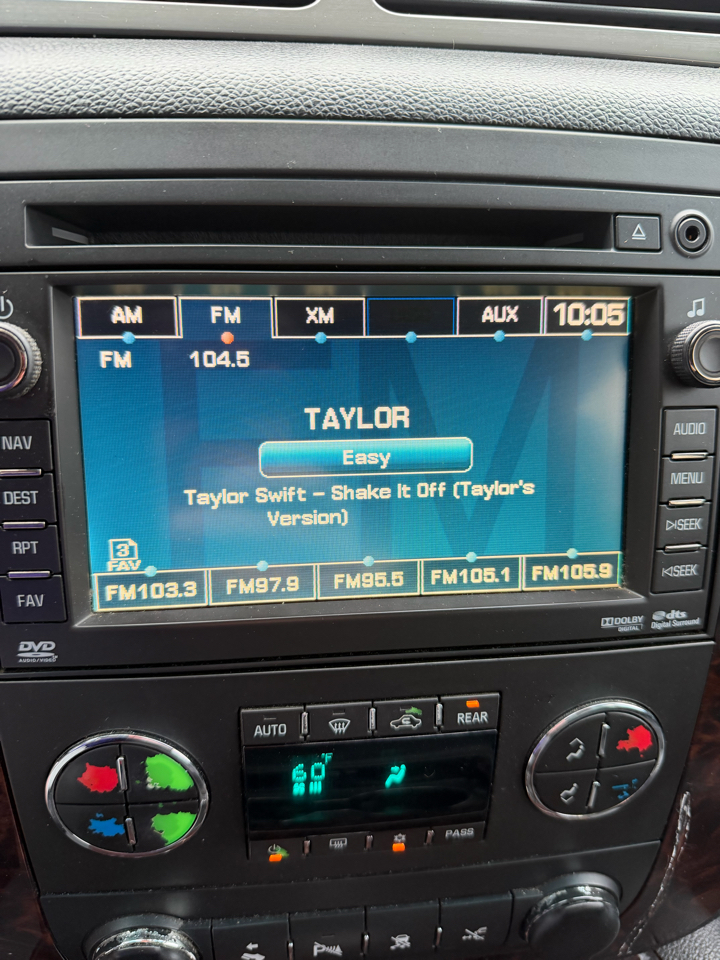 AM FM XM AUX 10:05
FM 104.5
TAYLOR
Easy
Taylor Swift - Shake It Off (Taylor's
Version)
3
FAV
FM103.3 FM97.9 FM95.5 FM105.1 FM105.9
NAV
DEST
RPT
FAV
AUDIO
MENU
SEEK
SEEK
DVD
AUDIO/VIDEO
DOLBY
DIGITAL
dts
Digital Surround
AUTO
REAR
60°F
PASS